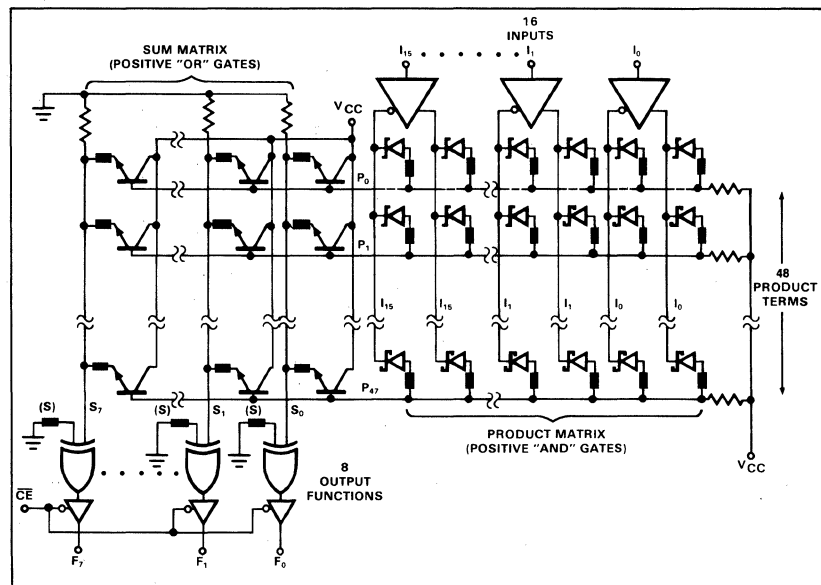 16
INPUTS
SUM MATRIX
(POSITIVE "OR" GATES)
I15 I1 I0
VCC
P0
P1
48
PRODUCT
TERMS
I15 I15 I1 I1 I0 I0
P47
(S) S7 (S) S1 (S) S0
PRODUCT MATRIX
(POSITIVE "AND" GATES)
VCC
8
OUTPUT
FUNCTIONS
CE
F7 F1 F0